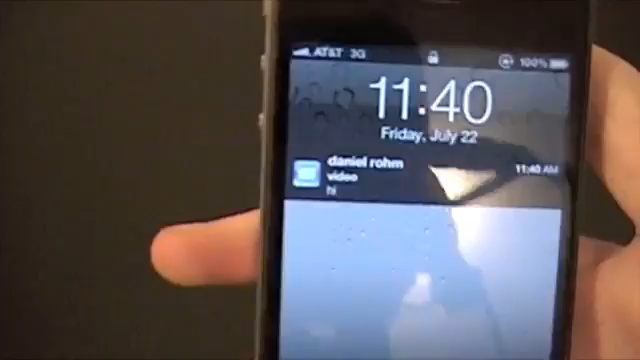 AT&T 3G 100%
11:40
Friday, July 22
daniel rohm
video 11:40 AM
hi